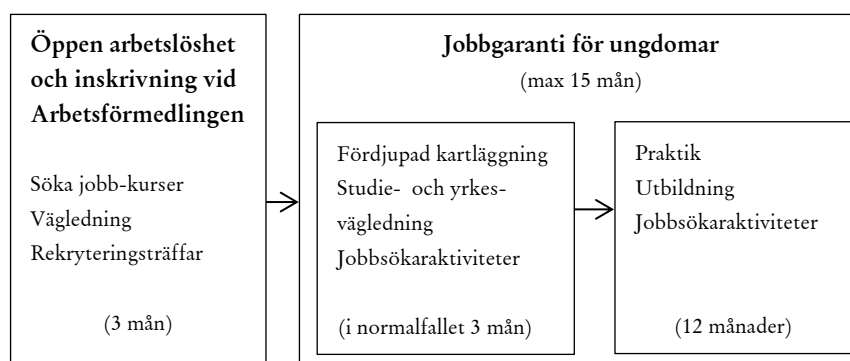 Öppen arbetslöshet
och inskrivning vid
Arbetsförmedlingen
Söka jobb-kurser
Vägledning
Rekryteringsträffar
(3 mån)
Jobbgaranti för ungdomar
(max 15 mån)
Fördjupad kartläggning
Studie- och yrkes-
vägledning
Jobbsökaraktiviteter
(i normalfallet 3 mån)
Praktik
Utbildning
Jobbsökaraktiviteter
(12 månader)